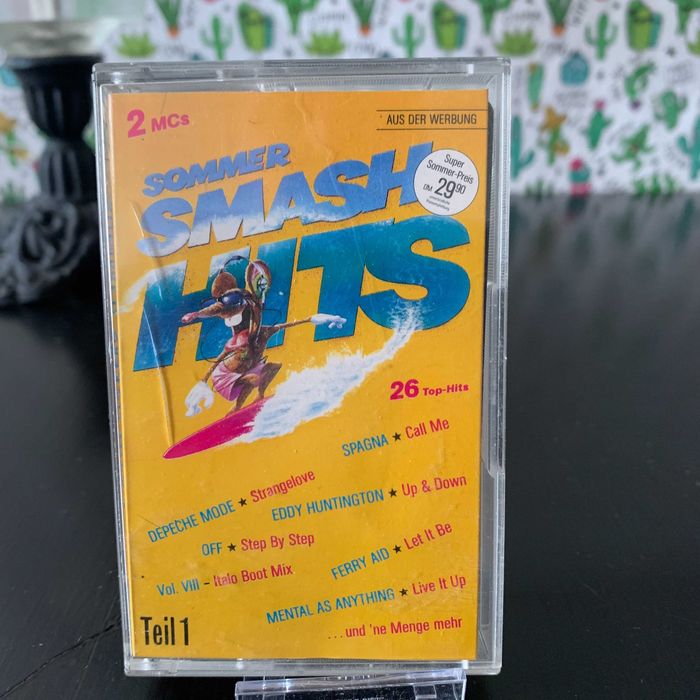 2 MCs
AUS DER WERBUNG
SOMMER
SMASH
HITS
Super
Sommer-Preis
DM 29⁹⁰
26 Top-Hits
SPAGNA ★ Call Me
DEPECHE MODE ★ Strangelove
EDDY HUNTINGTON ★ Up & Down
OFF ★ Step By Step
FERRY AID ★ Let It Be
Vol. VIII – Italo Boot Mix
MENTAL AS ANYTHING ★ Live It Up
...und 'ne Menge mehr
Teil 1